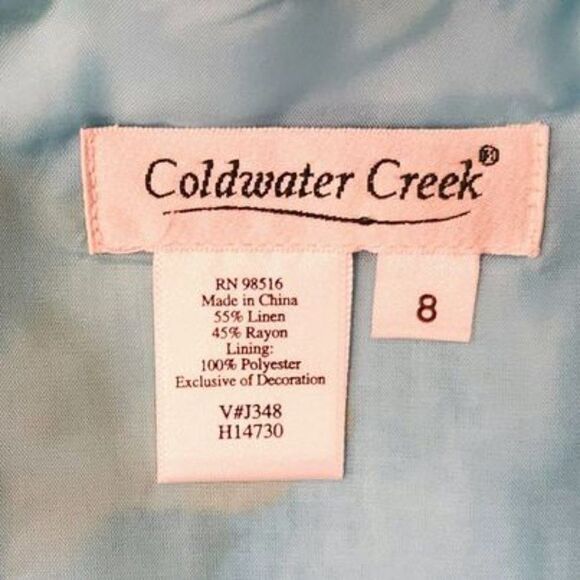 Coldwater Creek®
RN 98516
Made in China
55% Linen
45% Rayon
Lining:
100% Polyester
Exclusive of Decoration
V#J348
H14730
8